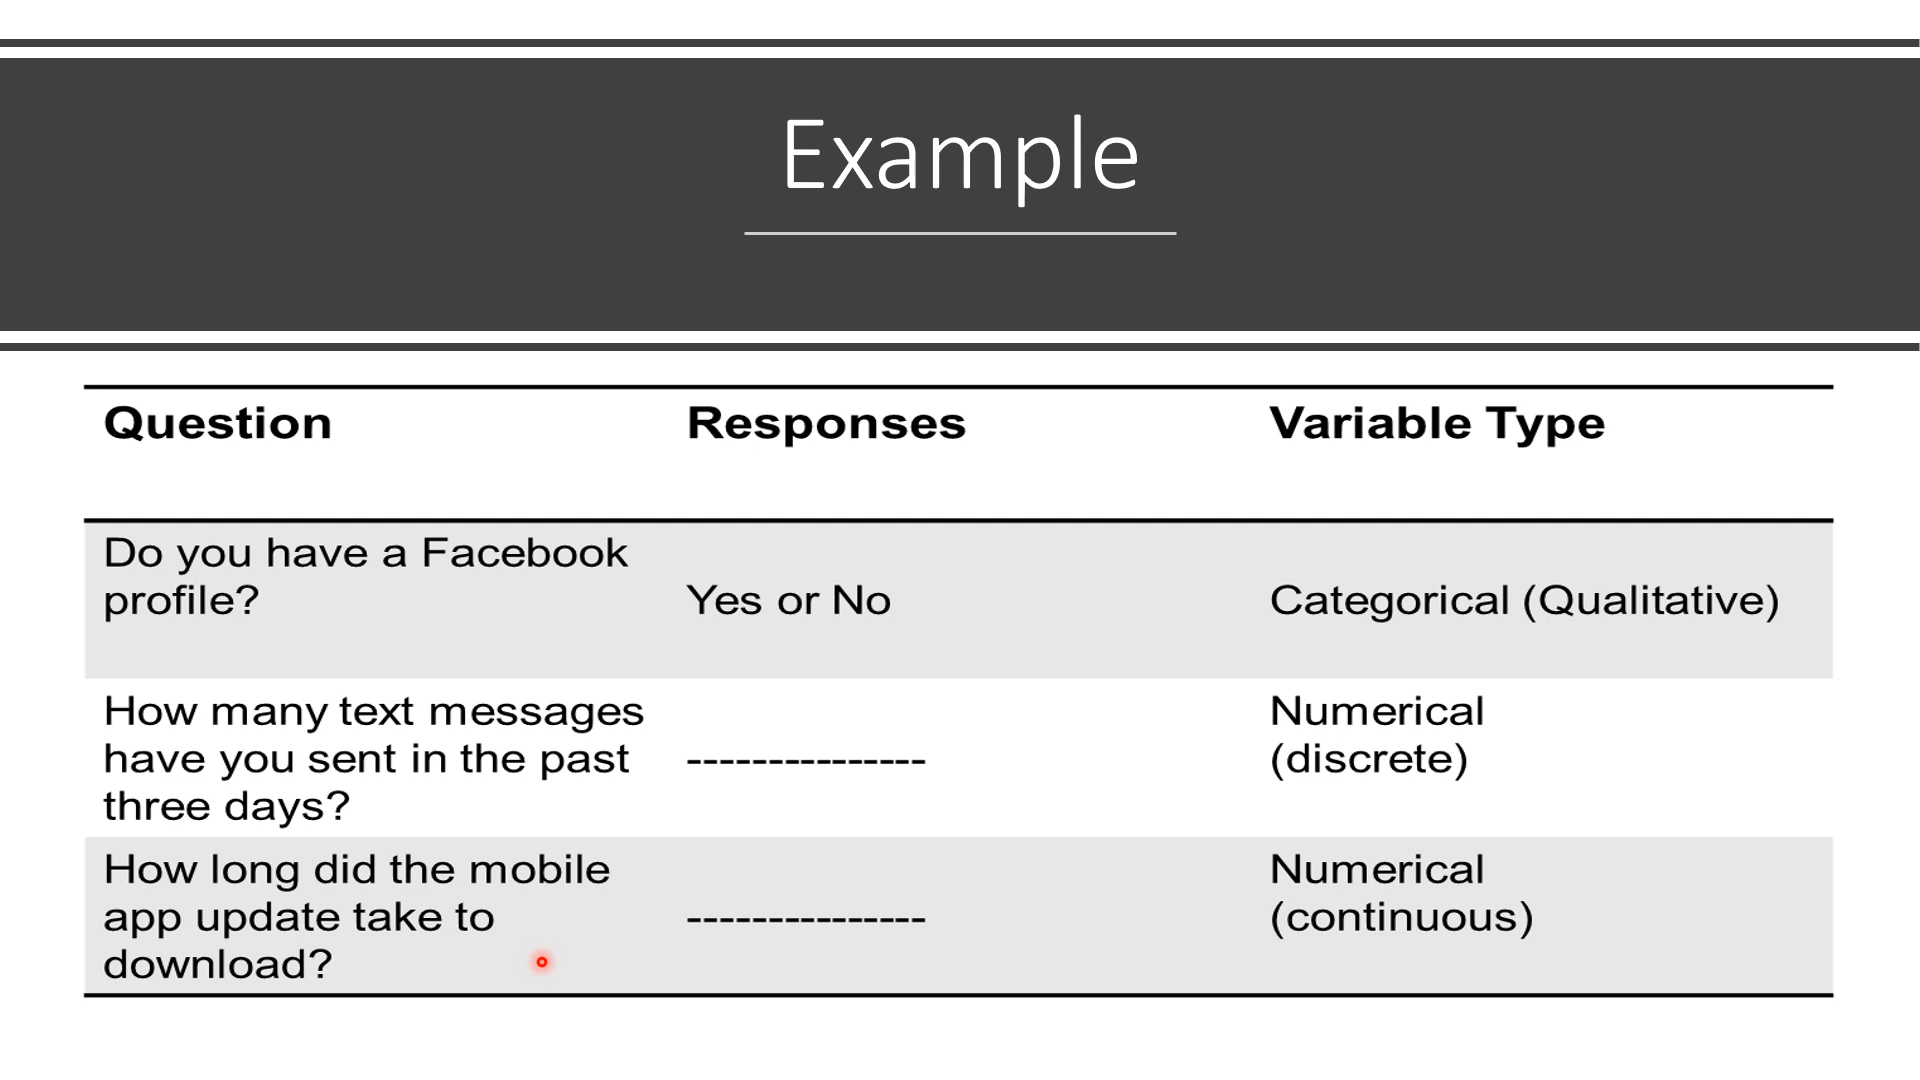 Example
Question Responses Variable Type
Do you have a Facebook
profile? Yes or No Categorical (Qualitative)
How many text messages Numerical
have you sent in the past --------------- (discrete)
three days?
How long did the mobile Numerical
app update take to --------------- (continuous)
download?